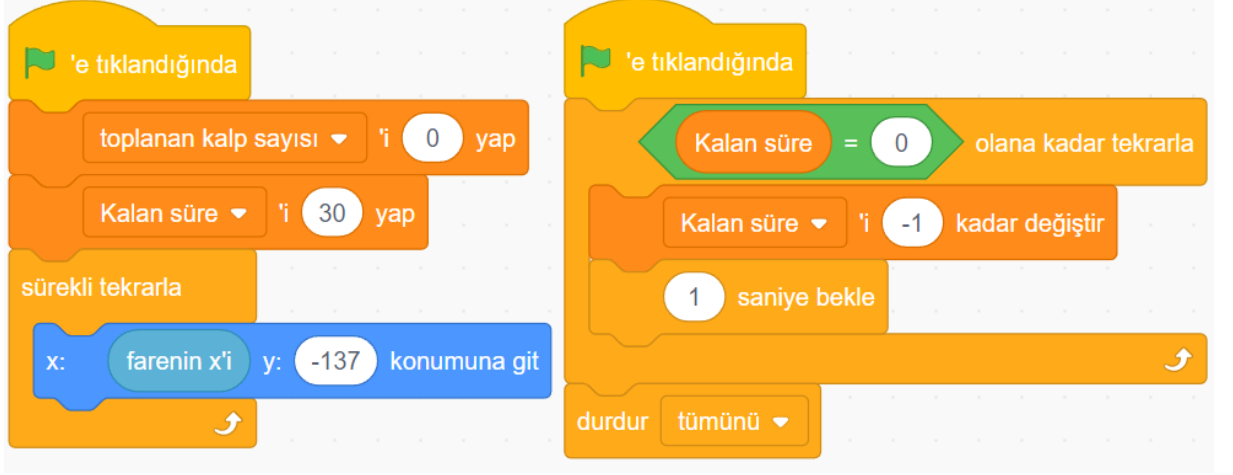 'e tıklandığında
toplanan kalp sayısı 'i 0 yap
Kalan süre 'i 30 yap
sürekli tekrarla
x: farenin x'i y: -137 konumuna git
'e tıklandığında
Kalan süre = 0 olana kadar tekrarla
Kalan süre 'i -1 kadar değiştir
1 saniye bekle
durdur tümünü